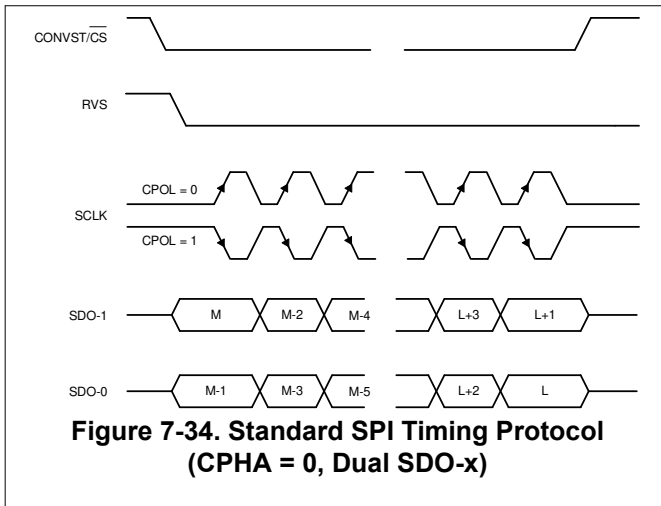 CONVST/CS
RVS
CPOL = 0
SCLK
CPOL = 1
SDO-1 M M-2 M-4 L+3 L+1
SDO-0 M-1 M-3 M-5 L+2 L
Figure 7-34. Standard SPI Timing Protocol
(CPHA = 0, Dual SDO-x)